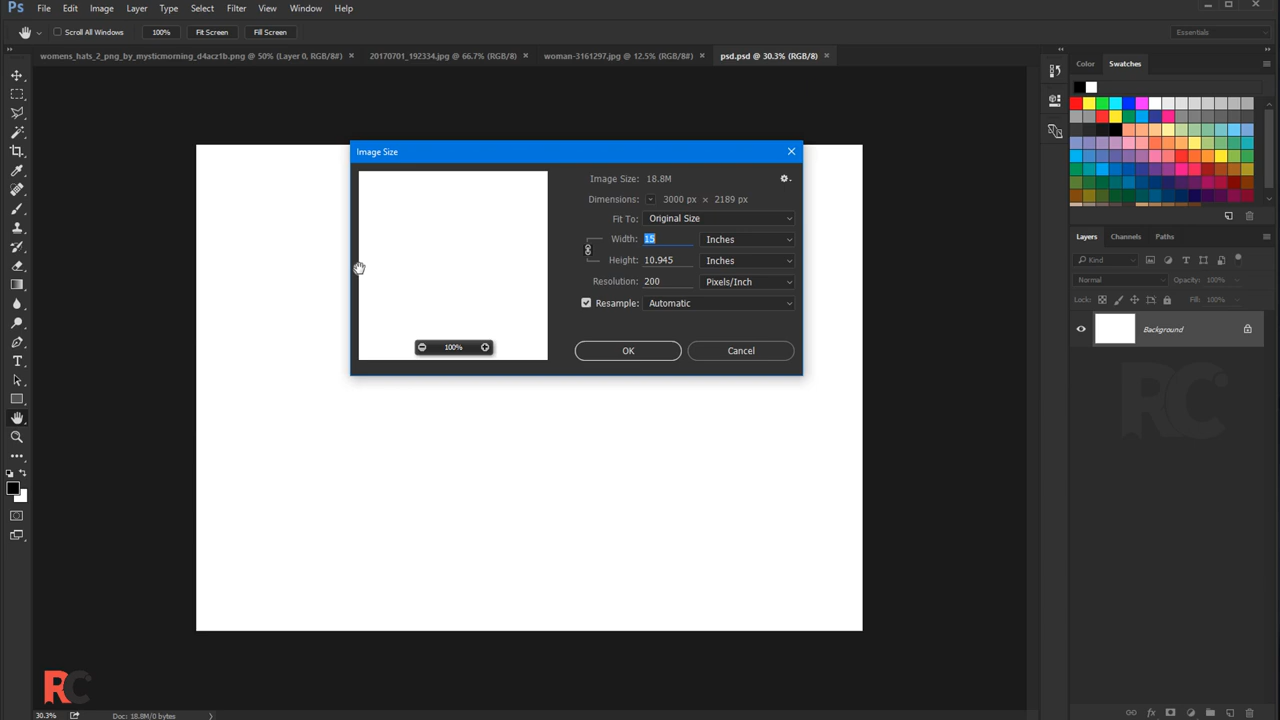 Ps File Edit Image Layer Type Select Filter View Window Help
Scroll All Windows 100% Fit Screen Fill Screen Essentials
womens_hats_2_png_by_mysticmorning_d4acz1b.png @ 50% (Layer 0, RGB/8#) × 20170701_192334.jpg @ 66.7% (RGB/8) × woman-3161297.jpg @ 12.5% (RGB/8#) × psd.psd @ 30.3% (RGB/8) ×
Color Swatches
Image Size
Image Size: 18.8M
Dimensions: 3000 px × 2189 px
Fit To: Original Size
Width: 15 Inches
Height: 10.945 Inches
Resolution: 200 Pixels/Inch
Resample: Automatic
100%
OK Cancel
Layers Channels Paths
Kind
Normal Opacity: 100%
Lock: Fill: 100%
Background
RC
RC
30.3% Doc: 18.8M/0 bytes